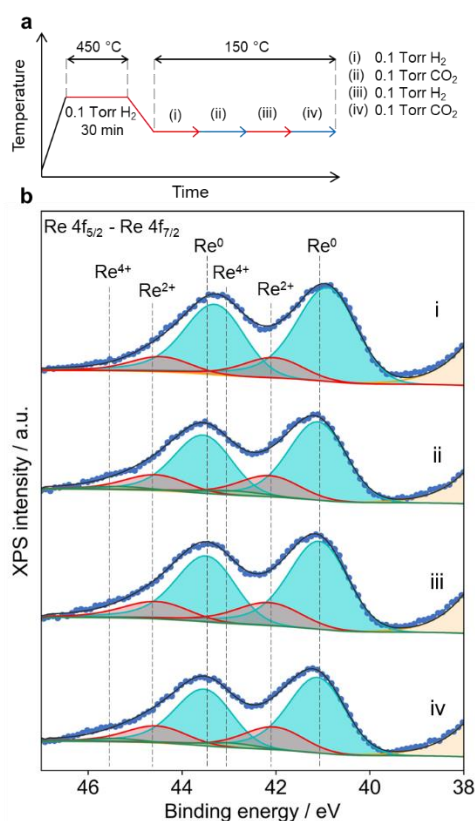 a
450 °C
150 °C
(i) 0.1 Torr H₂
(ii) 0.1 Torr CO₂
(iii) 0.1 Torr H₂
(iv) 0.1 Torr CO₂
Temperature
0.1 Torr H₂
30 min
(i)
(ii)
(iii)
(iv)
Time
b
Re 4f₅/₂ - Re 4f₇/₂
Re⁰
Re⁰
Re⁴⁺
Re⁴⁺
Re²⁺
Re²⁺
i
ii
iii
iv
XPS intensity / a.u.
46
44
42
40
38
Binding energy / eV